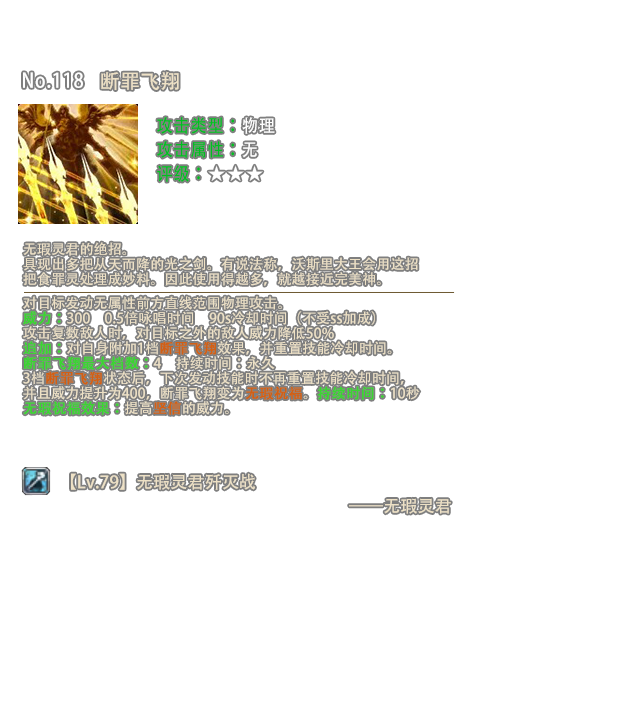 No.118 断罪飞翔
攻击类型：物理
攻击属性：无
评级：★★★
无瑕灵君的绝招。
具现出多把从天而降的光之剑。有说法称，沃斯里大王会用这招
把食罪灵处理成妙料。因此使用得越多，就越接近完美神。
对目标发动无属性前方直线范围物理攻击。
威力：300 0.5倍咏唱时间 90s冷却时间（不受ss加成）
攻击复数敌人时，对目标之外的敌人威力降低50%
追加：对自身附加1档断罪飞翔效果，并重置技能冷却时间。
断罪飞翔最大档数：4 持续时间：永久
3档断罪飞翔状态后，下次发动技能时不再重置技能冷却时间，
并且威力提升为400，断罪飞翔变为无瑕祝福。持续时间：10秒
无瑕祝福效果：提高的威力。
【Lv.79】无瑕灵君歼灭战
——无瑕灵君